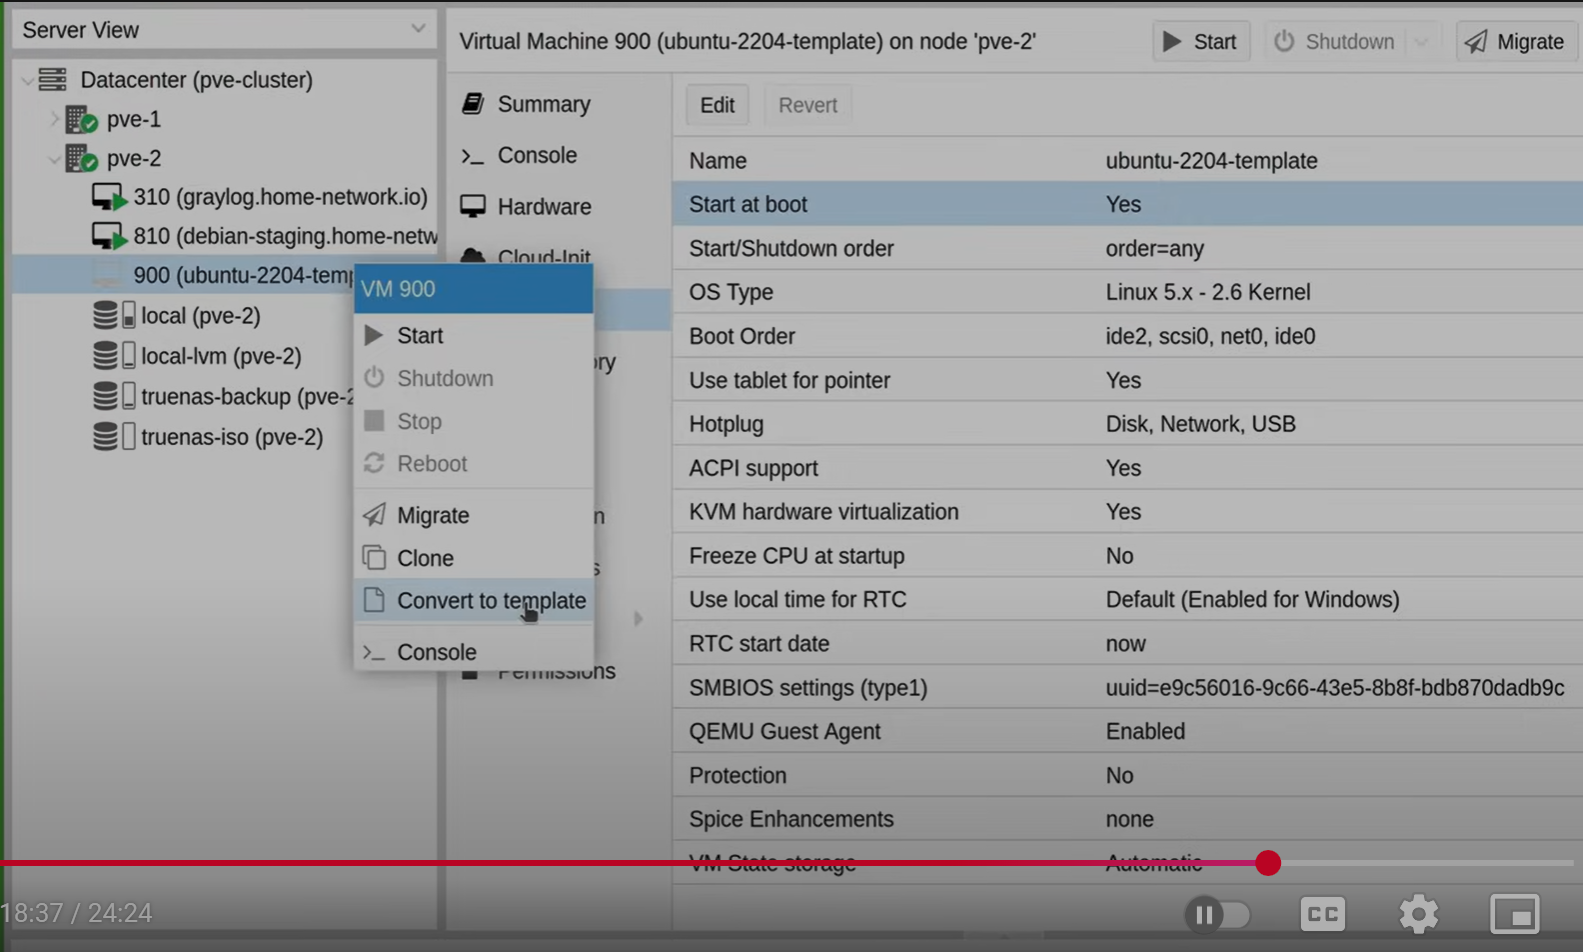 Server View
Datacenter (pve-cluster)
pve-1
pve-2
310 (graylog.home-network.io)
810 (debian-staging.home-netw
900 (ubuntu-2204-temp
local (pve-2)
local-lvm (pve-2)
truenas-backup (pve-2
truenas-iso (pve-2)
Virtual Machine 900 (ubuntu-2204-template) on node 'pve-2'
Start
Shutdown
Migrate
Summary
Console
Hardware
Cloud-Init
ory
n
s
Permissions
VM 900
Start
Shutdown
Stop
Reboot
Migrate
Clone
Convert to template
Console
Edit Revert
Name ubuntu-2204-template
Start at boot Yes
Start/Shutdown order order=any
OS Type Linux 5.x - 2.6 Kernel
Boot Order ide2, scsi0, net0, ide0
Use tablet for pointer Yes
Hotplug Disk, Network, USB
ACPI support Yes
KVM hardware virtualization Yes
Freeze CPU at startup No
Use local time for RTC Default (Enabled for Windows)
RTC start date now
SMBIOS settings (type1) uuid=e9c56016-9c66-43e5-8b8f-bdb870dadb9c
QEMU Guest Agent Enabled
Protection No
Spice Enhancements none
VM State storage Automatic
18:37 / 24:24
CC